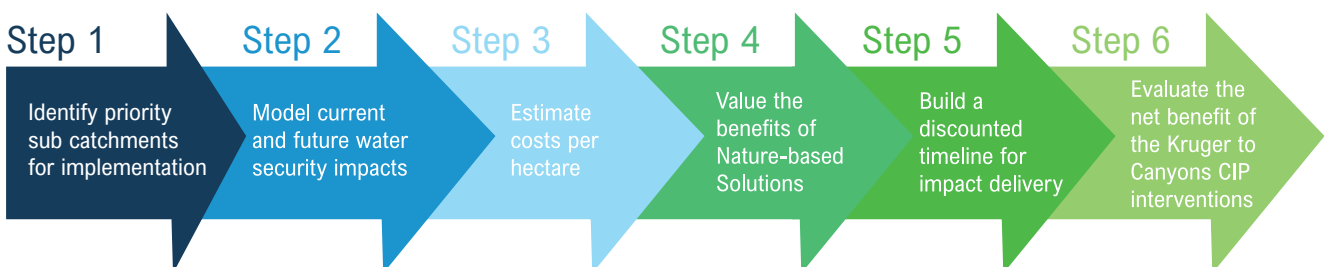 Step 1
Identify priority
sub catchments
for implementation
Step 2
Model current
and future water
security impacts
Step 3
Estimate
costs per
hectare
Step 4
Value the
benefits of
Nature-based
Solutions
Step 5
Build a
discounted
timeline for
impact delivery
Step 6
Evaluate the
net benefit of
the Kruger to
Canyons CIP
interventions